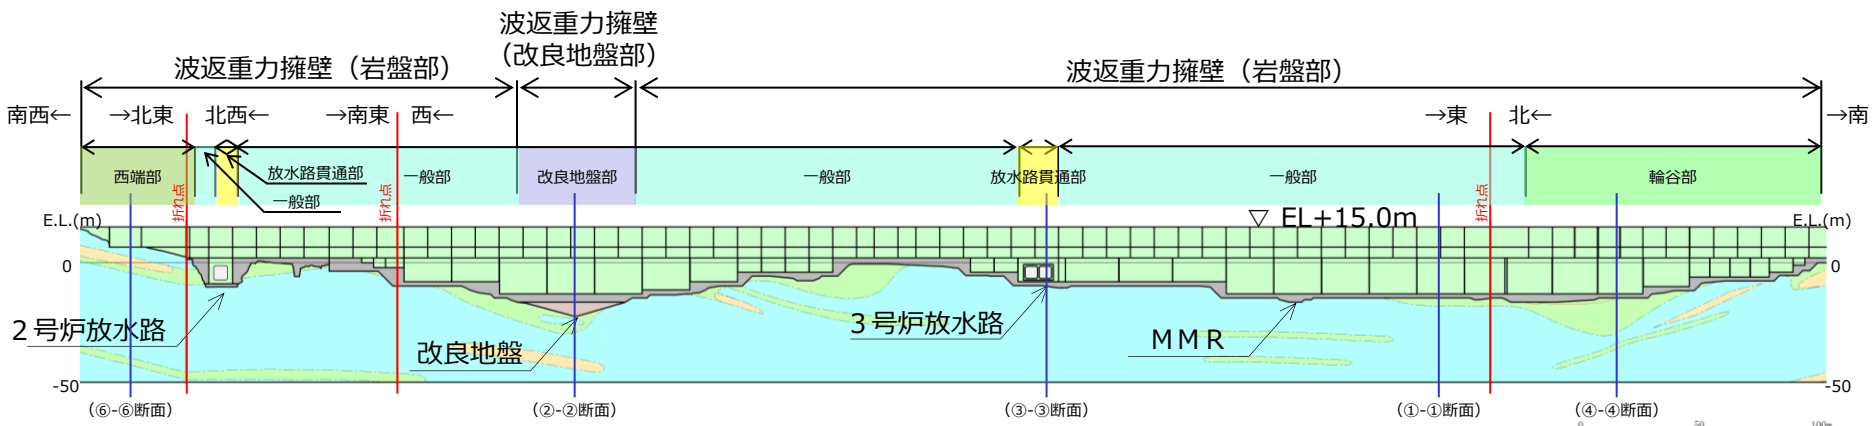 波返重力擁壁
（改良地盤部）
波返重力擁壁（岩盤部）
波返重力擁壁（岩盤部）
南西←
→北東
北西←
→南東
西←
→東
北←
→南
西端部
放水路貫通部
一般部
一般部
改良地盤部
一般部
放水路貫通部
一般部
輪谷部
折れ点
折れ点
折れ点
E.L.(m)
▽ EL+15.0m
E.L.(m)
0
0
２号炉放水路
改良地盤
３号炉放水路
ＭＭＲ
-50
-50
（⑥-⑥断面）
（②-②断面）
（③-③断面）
（①-①断面）
（④-④断面）
0 50 100m